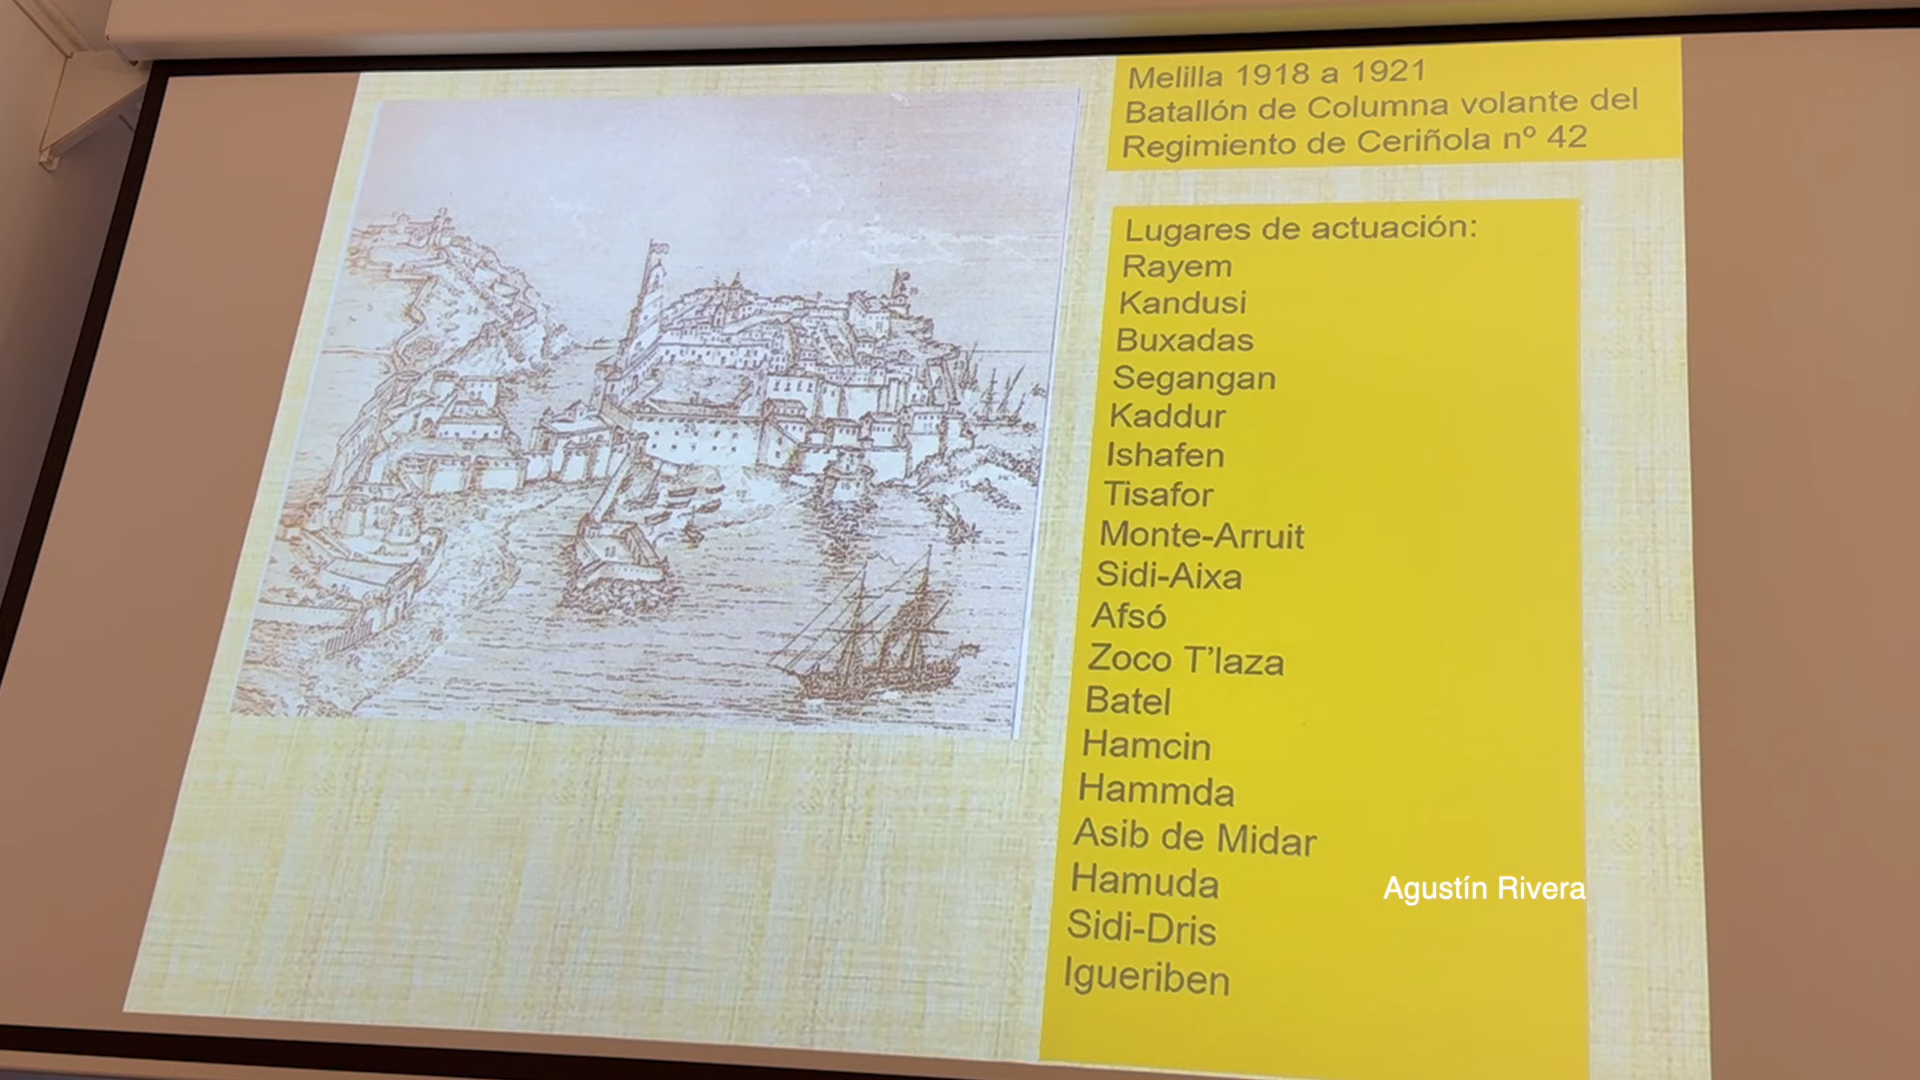 Melilla 1918 a 1921
Batallón de Columna volante del
Regimiento de Ceriñola nº 42
Lugares de actuación:
Rayem
Kandusi
Buxadas
Segangan
Kaddur
Ishafen
Tisafor
Monte-Arruit
Sidi-Aixa
Afsó
Zoco T’laza
Batel
Hamcin
Hammda
Asib de Midar
Hamuda
Sidi-Dris
Igueriben
Agustín Rivera